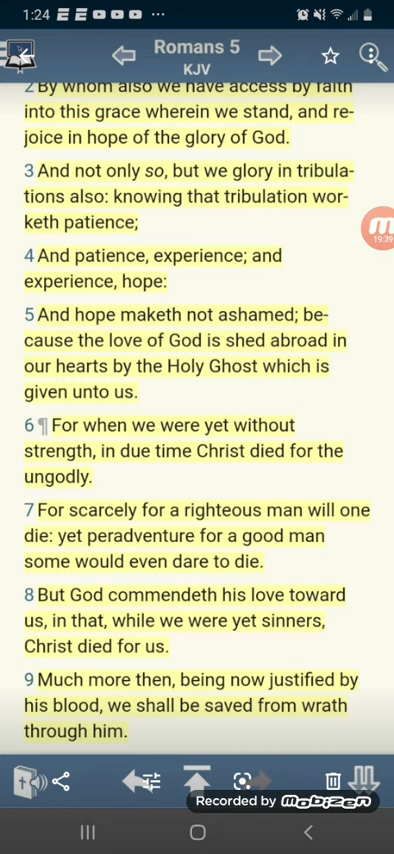 1:24
Romans 5
KJV
2 By whom also we have access by faith
into this grace wherein we stand, and re-
joice in hope of the glory of God.
3 And not only so, but we glory in tribula-
tions also: knowing that tribulation wor-
keth patience;
4 And patience, experience; and
experience, hope:
5 And hope maketh not ashamed; be-
cause the love of God is shed abroad in
our hearts by the Holy Ghost which is
given unto us.
6 ¶ For when we were yet without
strength, in due time Christ died for the
ungodly.
7 For scarcely for a righteous man will one
die: yet peradventure for a good man
some would even dare to die.
8 But God commendeth his love toward
us, in that, while we were yet sinners,
Christ died for us.
9 Much more then, being now justified by
his blood, we shall be saved from wrath
through him.
19:39
Recorded by mobizen